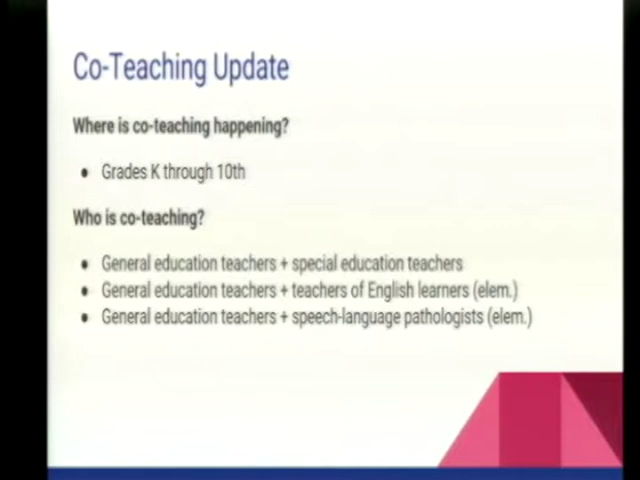 Co-Teaching Update
Where is co-teaching happening?
● Grades K through 10th
Who is co-teaching?
● General education teachers + special education teachers
● General education teachers + teachers of English learners (elem.)
● General education teachers + speech-language pathologists (elem.)